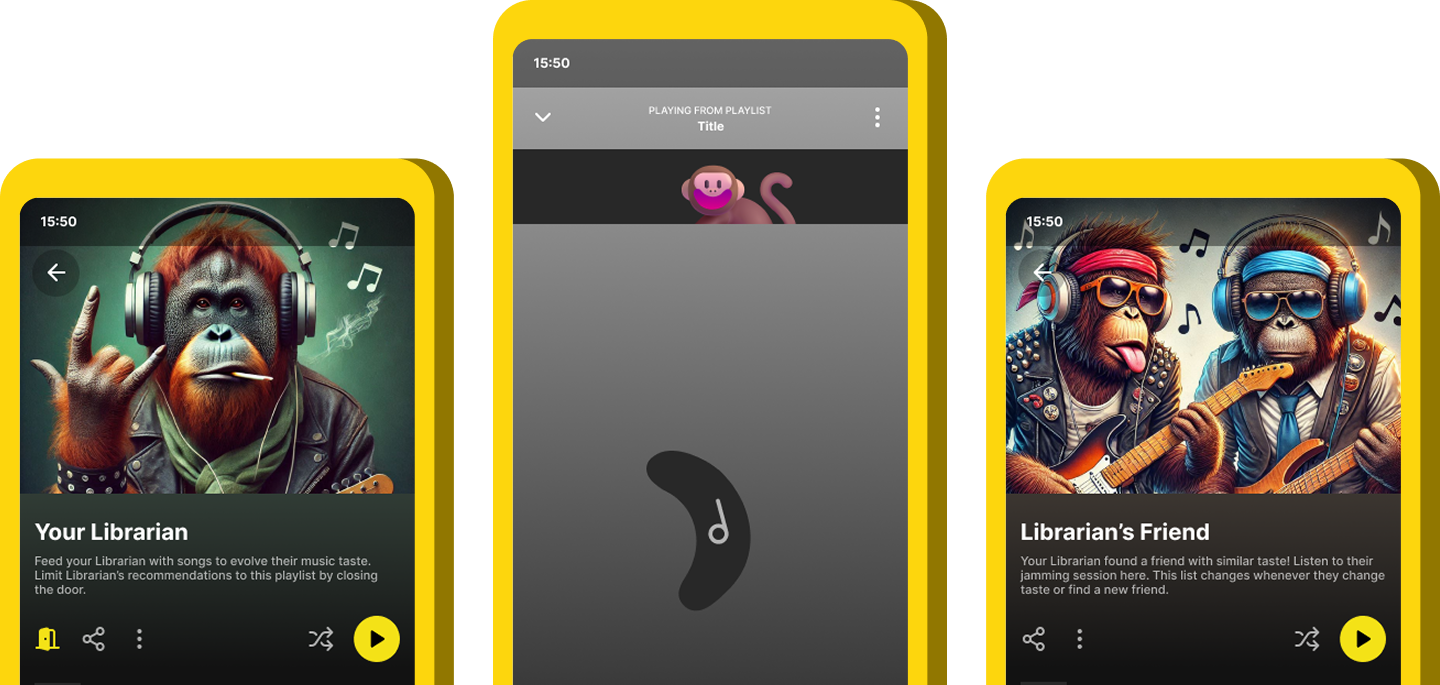 15:50
Your Librarian
Feed your Librarian with songs to evolve their music taste.
Limit Librarian's recommendations to this playlist by closing
the door.
15:50
PLAYING FROM PLAYLIST
Title
15:50
Librarian’s Friend
Your Librarian found a friend with similar taste! Listen to their
jamming session here. This list changes whenever they change
taste or find a new friend.